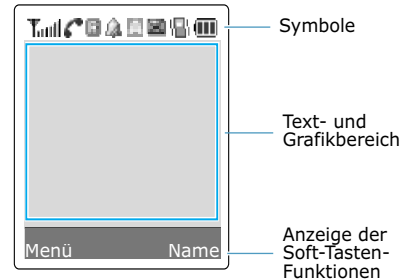 Symbole
Text- und
Grafikbereich
Menü Name
Anzeige der
Soft-Tasten-
Funktionen